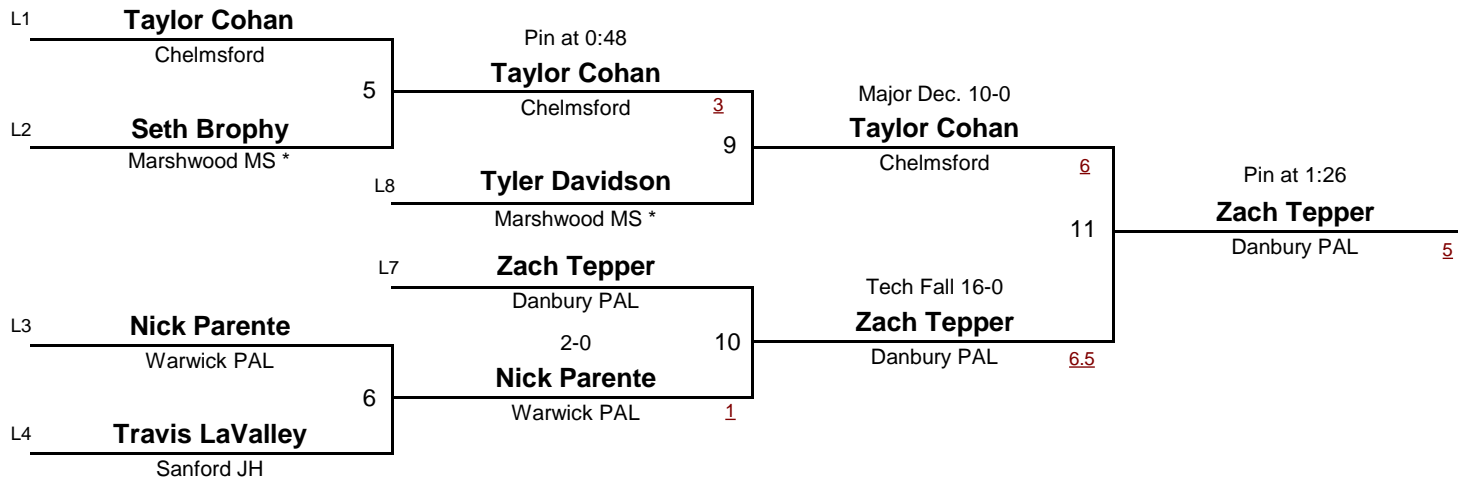 L1
Taylor Cohan
Chelmsford
5
L2
Seth Brophy
Marshwood MS *
Pin at 0:48
Taylor Cohan
Chelmsford
3
9
L8
Tyler Davidson
Marshwood MS *
Major Dec. 10-0
Taylor Cohan
Chelmsford
6
11
Pin at 1:26
Zach Tepper
Danbury PAL
5
L7
Zach Tepper
Danbury PAL
10
Tech Fall 16-0
Zach Tepper
Danbury PAL
6.5
L3
Nick Parente
Warwick PAL
6
2-0
Nick Parente
Warwick PAL
1
L4
Travis LaValley
Sanford JH